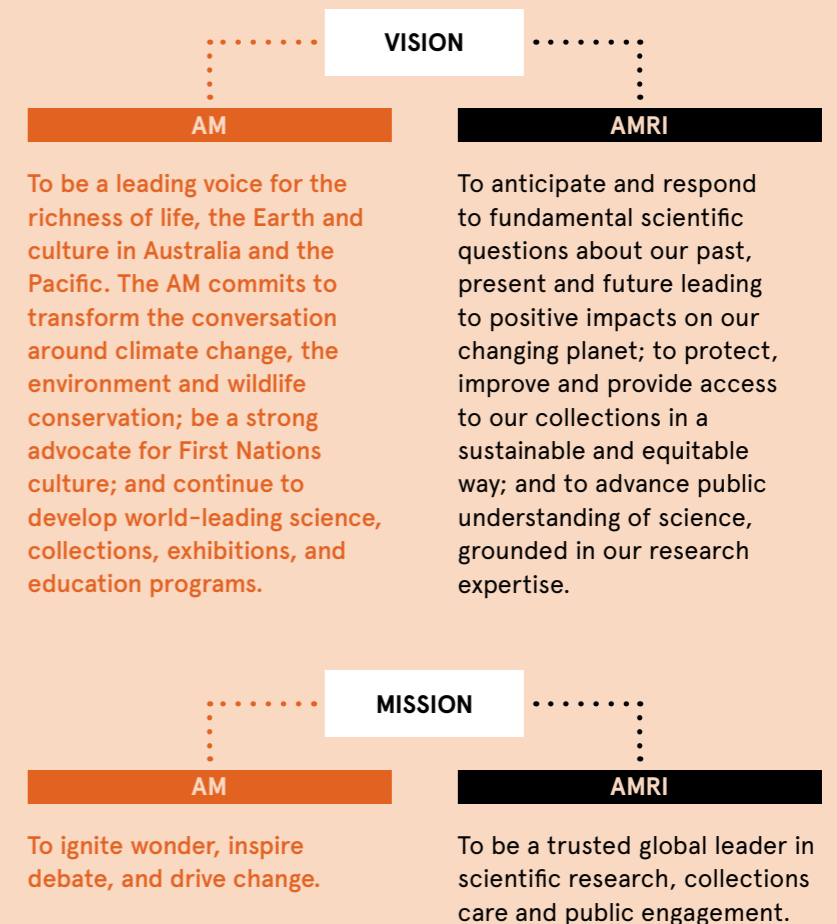 VISION
AM
To be a leading voice for the
richness of life, the Earth and
culture in Australia and the
Pacific. The AM commits to
transform the conversation
around climate change, the
environment and wildlife
conservation; be a strong
advocate for First Nations
culture; and continue to
develop world-leading science,
collections, exhibitions, and
education programs.
AMRI
To anticipate and respond
to fundamental scientific
questions about our past,
present and future leading
to positive impacts on our
changing planet; to protect,
improve and provide access
to our collections in a
sustainable and equitable
way; and to advance public
understanding of science,
grounded in our research
expertise.
MISSION
AM
To ignite wonder, inspire
debate, and drive change.
AMRI
To be a trusted global leader in
scientific research, collections
care and public engagement.